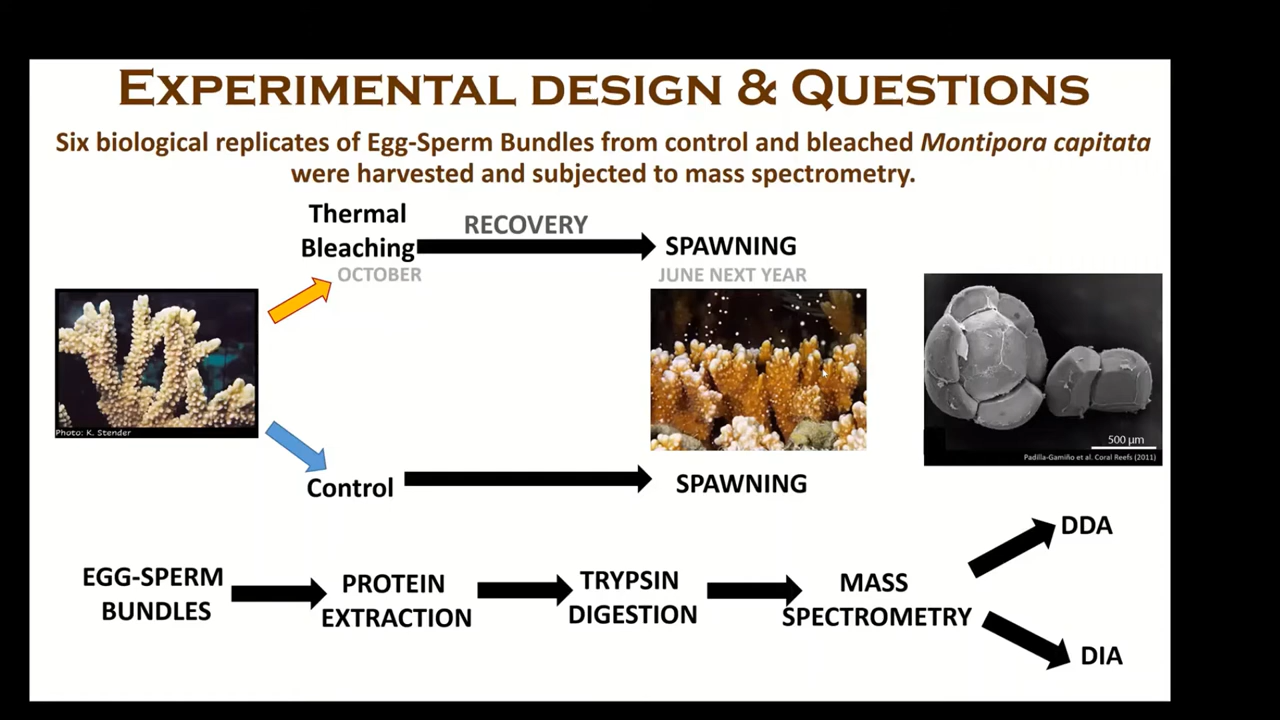 EXPERIMENTAL DESIGN & QUESTIONS
Six biological replicates of Egg-Sperm Bundles from control and bleached Montipora capitata
were harvested and subjected to mass spectrometry.
Thermal
Bleaching
RECOVERY
SPAWNING
OCTOBER
JUNE NEXT YEAR
Photo: K. Stender
500 µm
Padilla-Gamiño et al. Coral Reefs (2011)
Control
SPAWNING
EGG-SPERM
BUNDLES
PROTEIN
EXTRACTION
TRYPSIN
DIGESTION
MASS
SPECTROMETRY
DDA
DIA